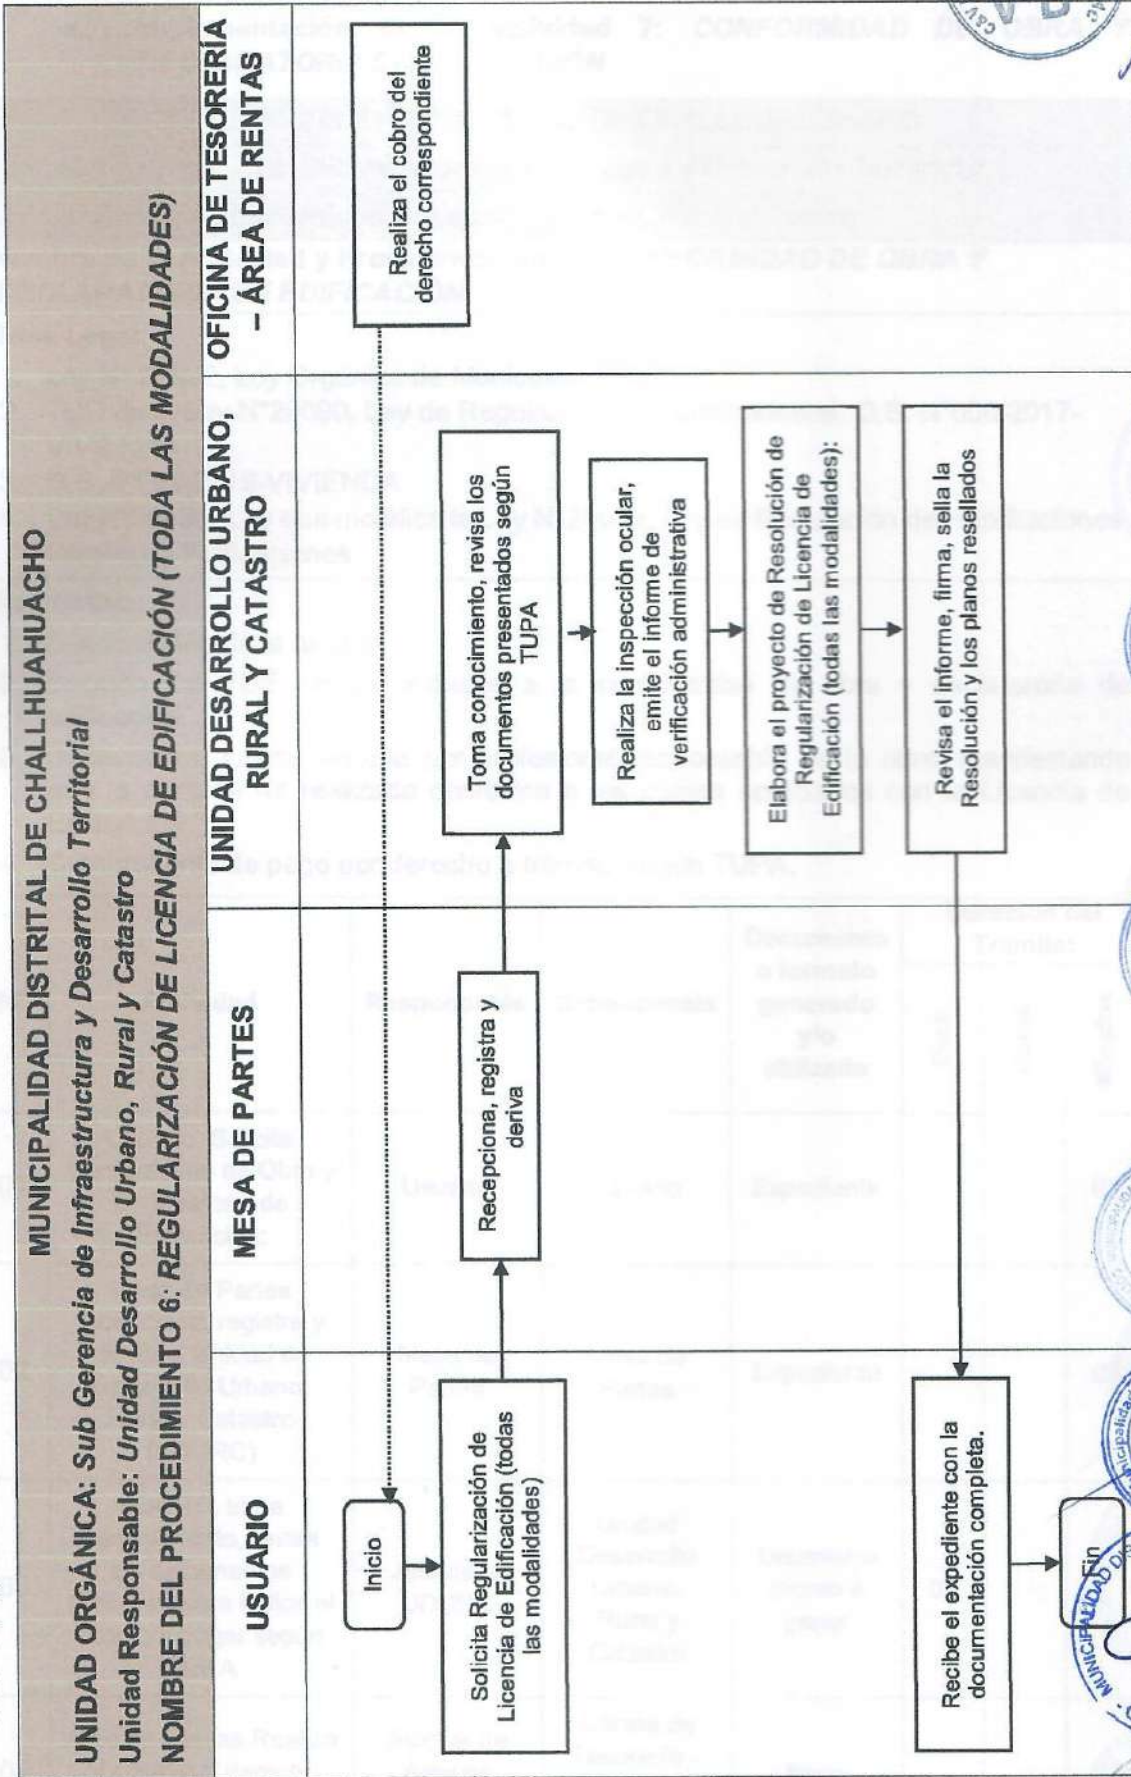 MUNICIPALIDAD DISTRITAL DE CHALLHUAHUACHO
UNIDAD ORGÁNICA: Sub Gerencia de Infraestructura y Desarrollo Territorial
Unidad Responsable: Unidad Desarrollo Urbano, Rural y Catastro
NOMBRE DEL PROCEDIMIENTO 6: REGULARIZACIÓN DE LICENCIA DE EDIFICACIÓN (TODA LAS MODALIDADES)
USUARIO
MESA DE PARTES
UNIDAD DESARROLLO URBANO,
RURAL Y CATASTRO
OFICINA DE TESORERÍA
– ÁREA DE RENTAS
Inicio
Realiza el cobro del
derecho correspondiente
Solicita Regularización de
Licencia de Edificación (todas
las modalidades)
Recepciona, registra y
deriva
Toma conocimiento, revisa los
documentos presentados según
TUPA
Realiza la inspección ocular,
emite el informe de
verificación administrativa
Elabora el proyecto de Resolución de
Regularización de Licencia de
Edificación (todas las modalidades):
Revisa el Informe, firma, sella la
Resolución y los planos resellados
Recibe el expediente con la
documentación completa.
Fin
MUNICIPALIDAD